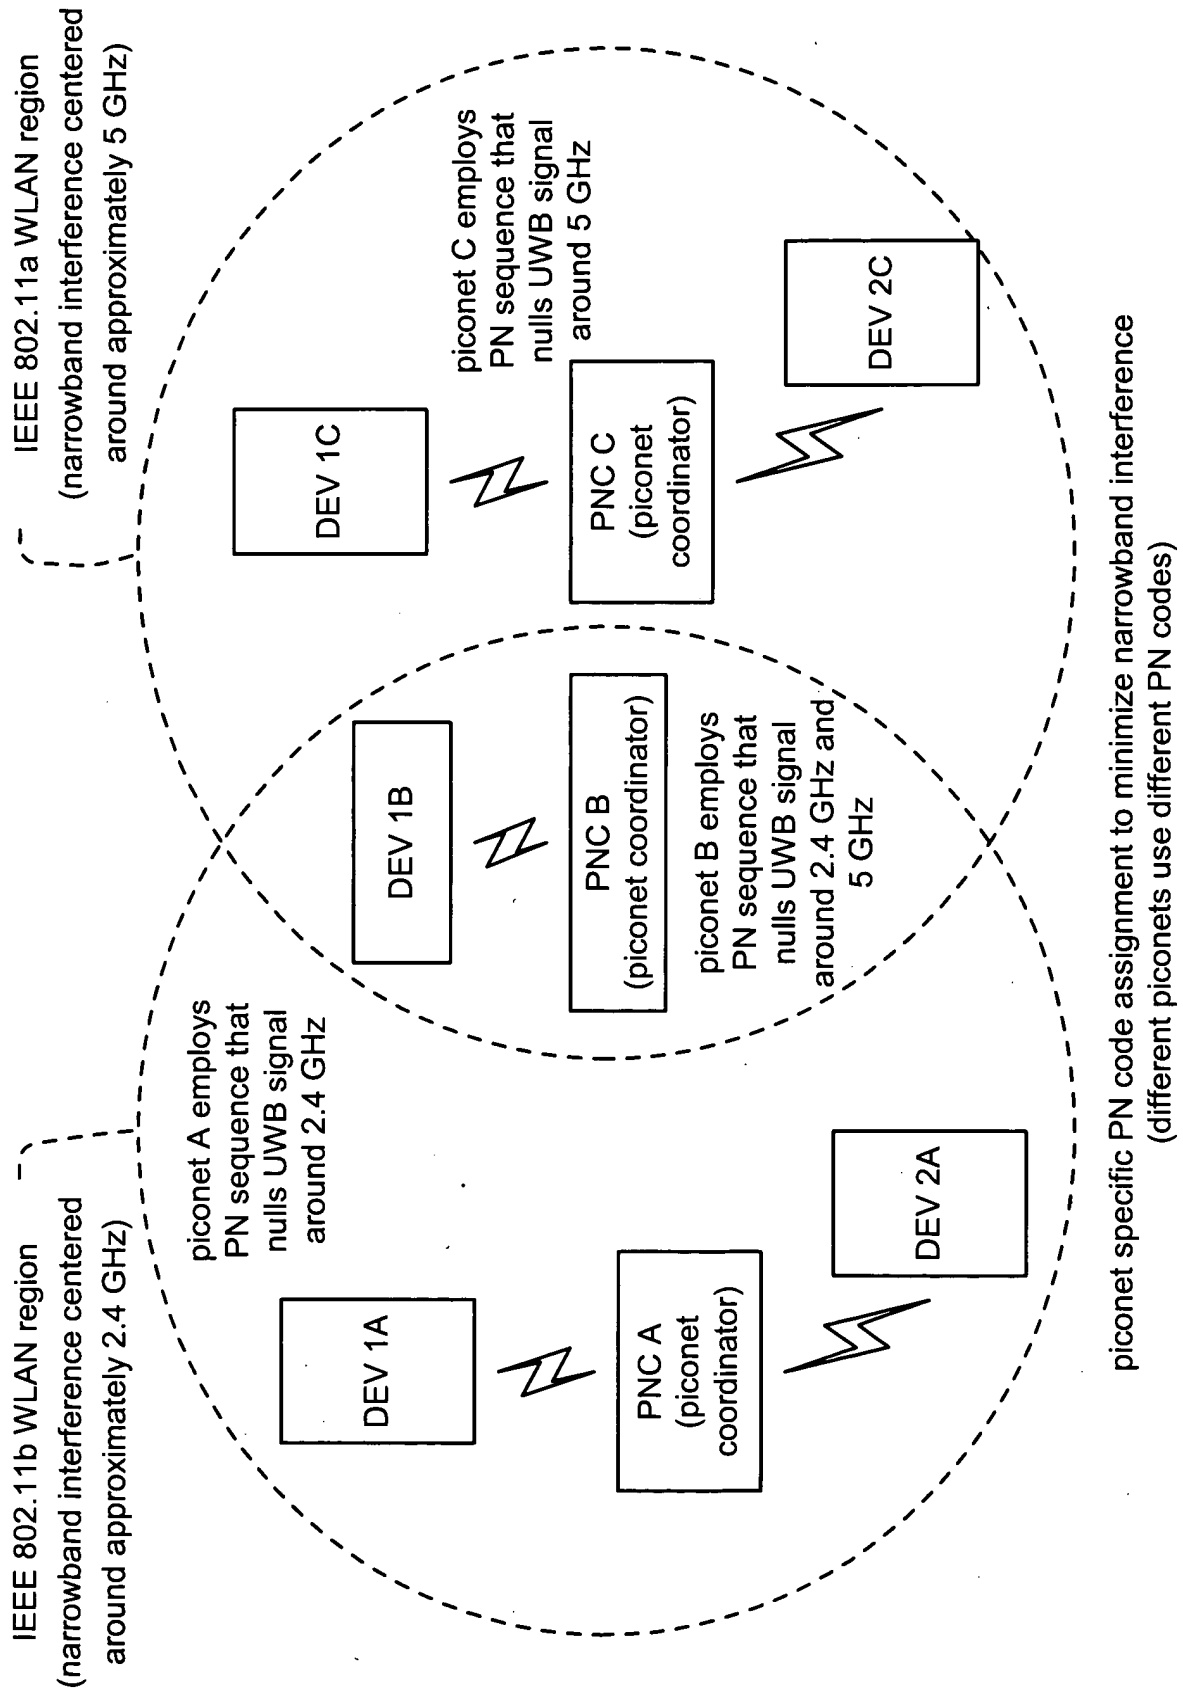 IEEE 802.11b WLAN region
(narrowband interference centered
around approximately 2.4 GHz)
IEEE 802.11a WLAN region
(narrowband interference centered
around approximately 5 GHz)
piconet A employs
PN sequence that
nulls UWB signal
around 2.4 GHz
DEV 1A
PNC A
(piconet
coordinator)
DEV 2A
DEV 1B
PNC B
(piconet coordinator)
piconet B employs
PN sequence that
nulls UWB signal
around 2.4 GHz and
5 GHz
DEV 1C
piconet C employs
PN sequence that
nulls UWB signal
around 5 GHz
PNC C
(piconet
coordinator)
DEV 2C
piconet specific PN code assignment to minimize narrowband interference
(different piconets use different PN codes)